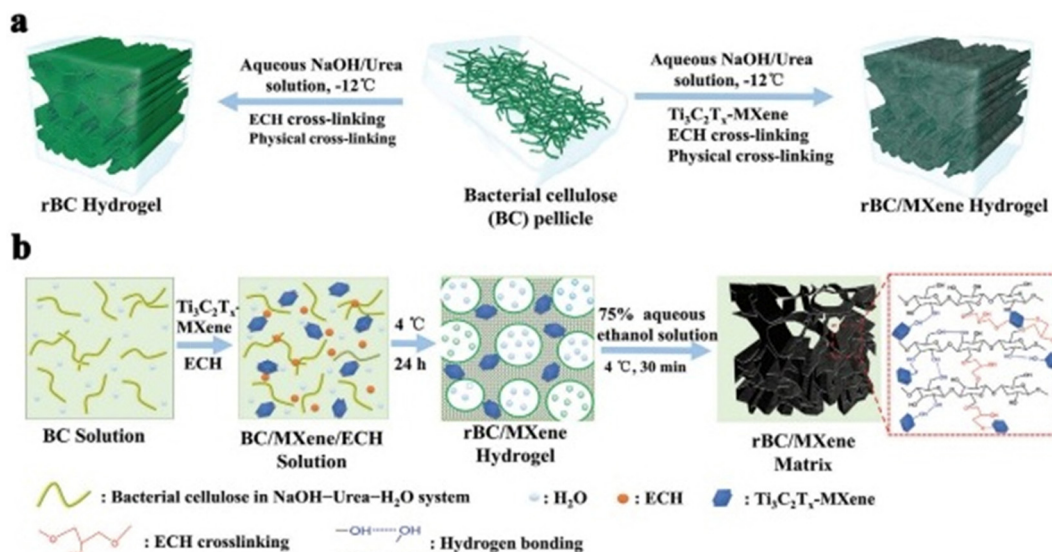 a
Aqueous NaOH/Urea
solution, -12℃
ECH cross-linking
Physical cross-linking
Aqueous NaOH/Urea
solution, -12℃
Ti₃C₂Tₓ-MXene
ECH cross-linking
Physical cross-linking
rBC Hydrogel
Bacterial cellulose
(BC) pellicle
rBC/MXene Hydrogel
b
Ti₃C₂Tₓ-
MXene
ECH
4 ℃
24 h
75% aqueous
ethanol solution
4 ℃, 30 min
BC Solution
BC/MXene/ECH
Solution
rBC/MXene
Hydrogel
rBC/MXene
Matrix
: Bacterial cellulose in NaOH−Urea−H₂O system
: H₂O
: ECH
: Ti₃C₂Tₓ-MXene
: ECH crosslinking
—OH
OH
: Hydrogen bonding